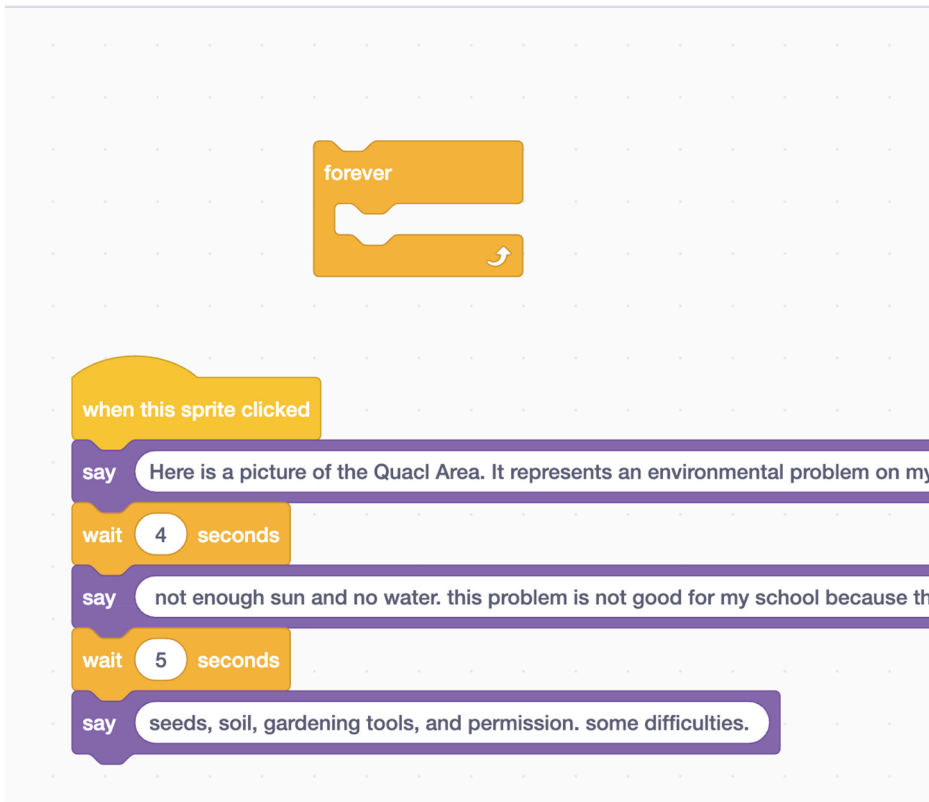 forever
when this sprite clicked
say Here is a picture of the Quacl Area. It represents an environmental problem on my
wait 4 seconds
say not enough sun and no water. this problem is not good for my school because th
wait 5 seconds
say seeds, soil, gardening tools, and permission. some difficulties.